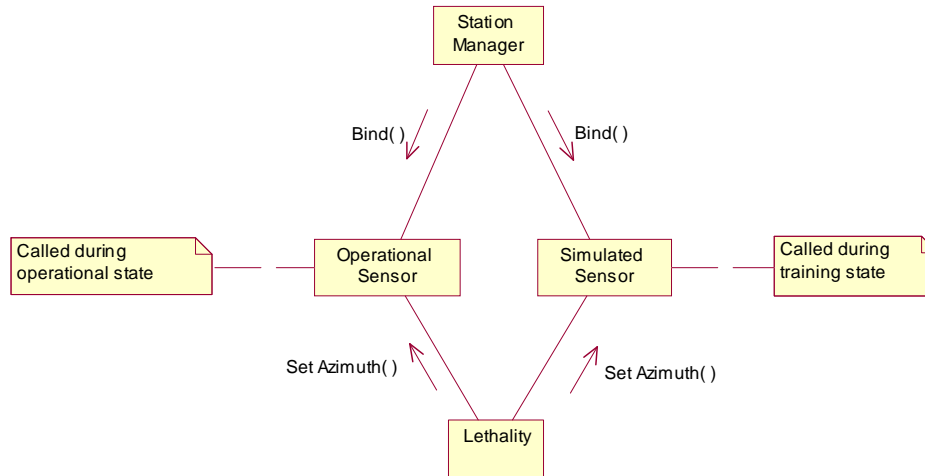 Station
Manager
Bind( )
Bind( )
Called during
operational state
Operational
Sensor
Simulated
Sensor
Called during
training state
Set Azimuth( )
Set Azimuth( )
Lethality